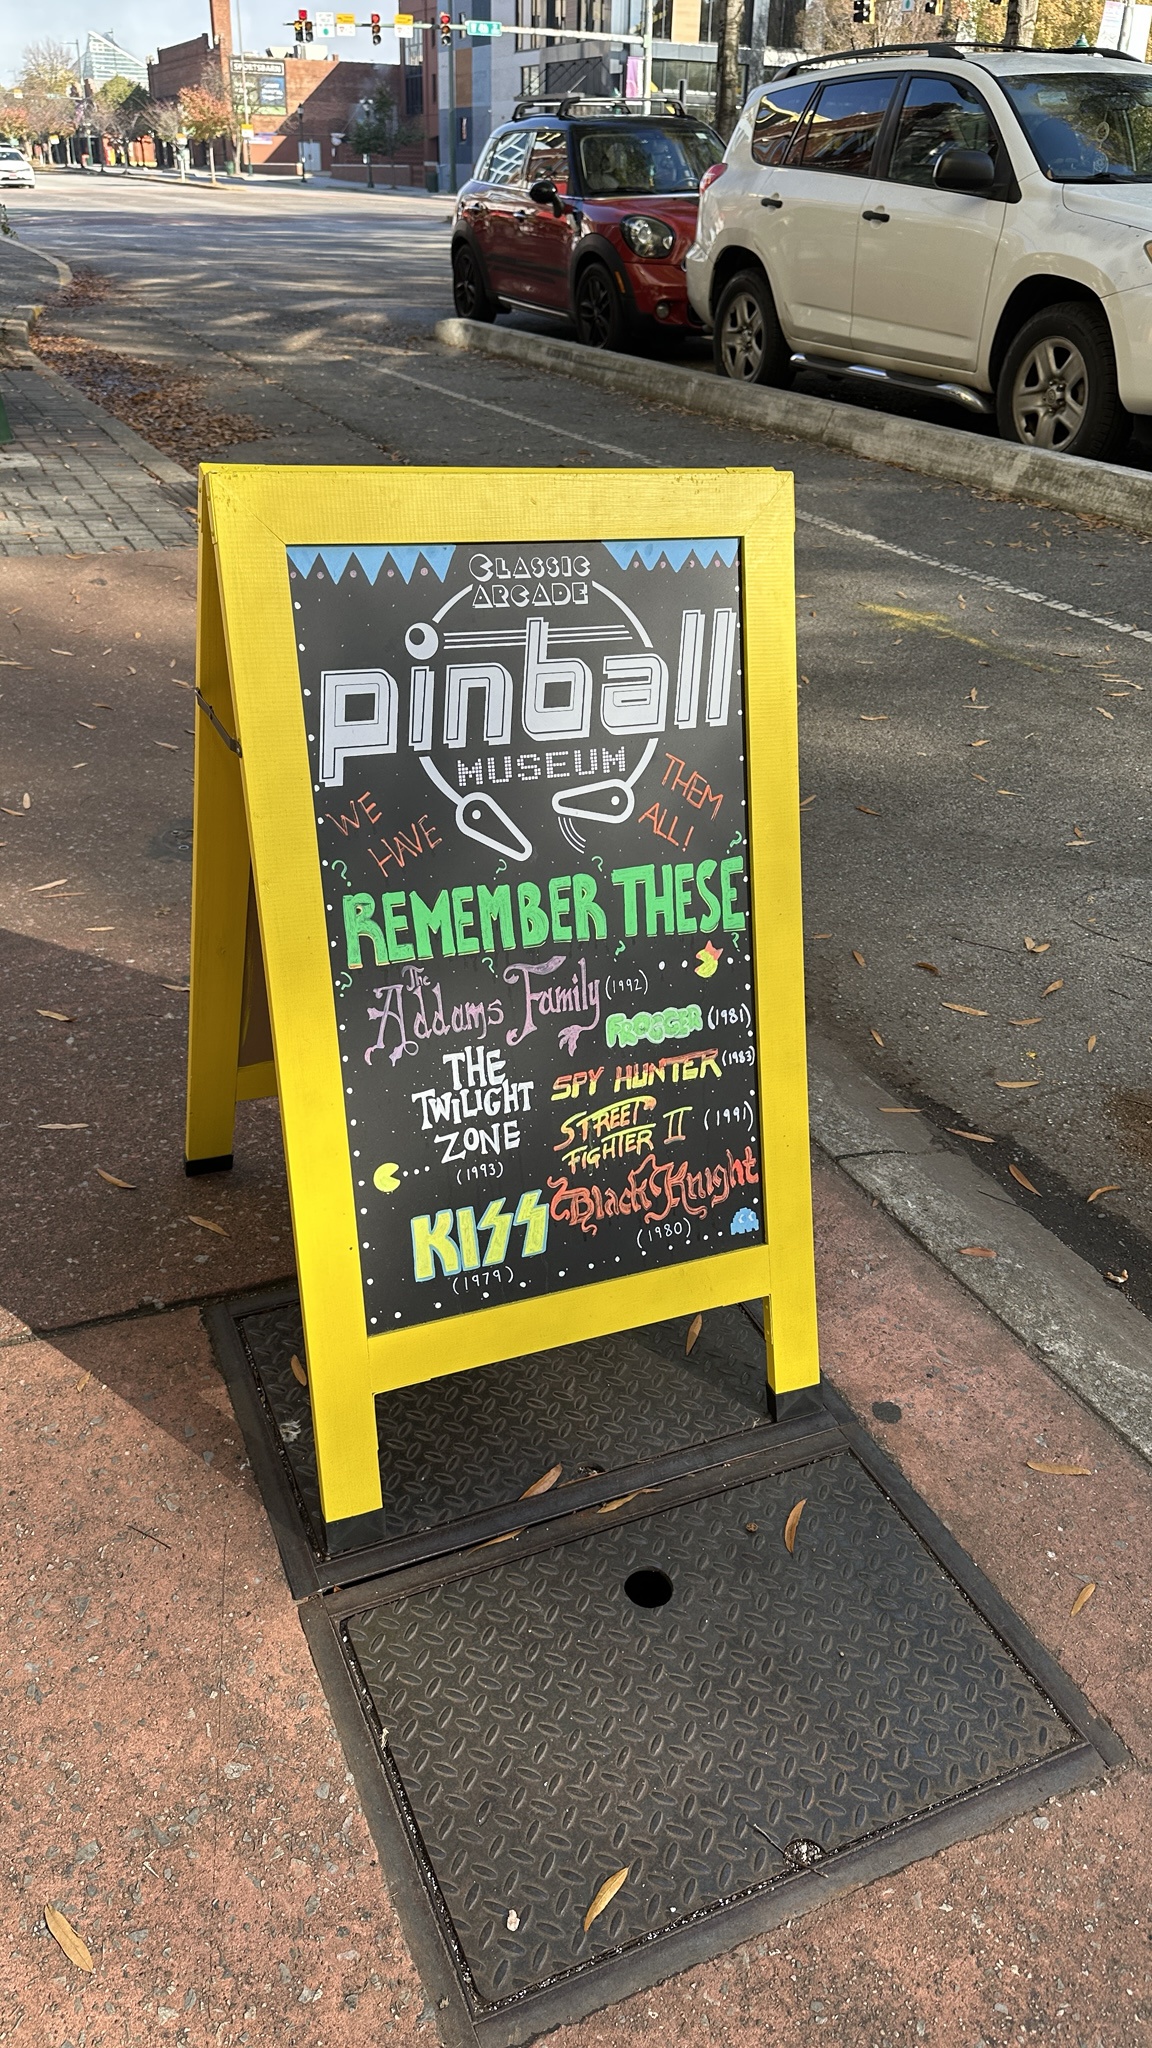 SPORTSBARN
CLASSIC
ARCADE
pinball
MUSEUM
WE
HAVE
THEM
ALL!
REMEMBER THESE
The
Addams Family (1992)
FROGGER (1981)
THE
TWILIGHT
ZONE
(1993)
SPY HUNTER (1983)
STREET
FIGHTER II (1991)
KISS
(1979)
Black Knight
(1980)